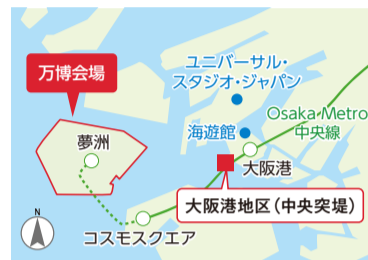 万博会場
ユニバーサル・
スタジオ・ジャパン
Osaka Metro
中央線
海遊館
夢洲
大阪港
大阪港地区(中央突堤)
コスモスクエア
N